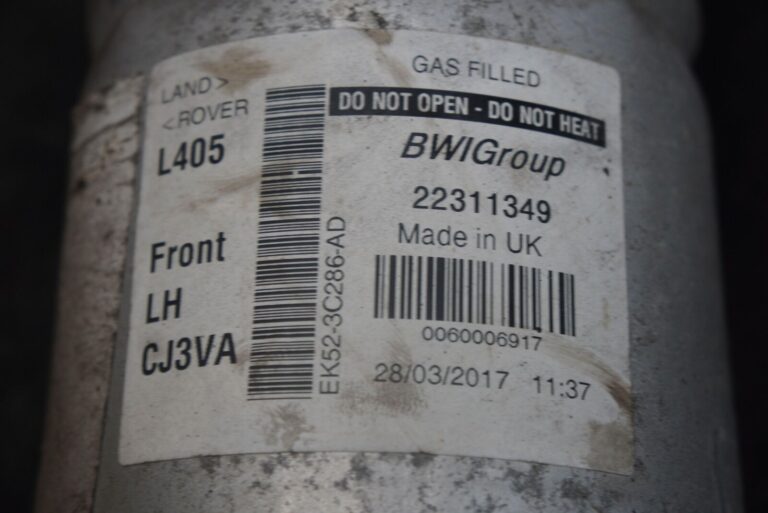 LAND >
< ROVER
L405
Front
LH
CJ3VA
EK52-3C286-AD
GAS FILLED
DO NOT OPEN - DO NOT HEAT
BWIGroup
22311349
Made in UK
0060006917
28/03/2017 11:37